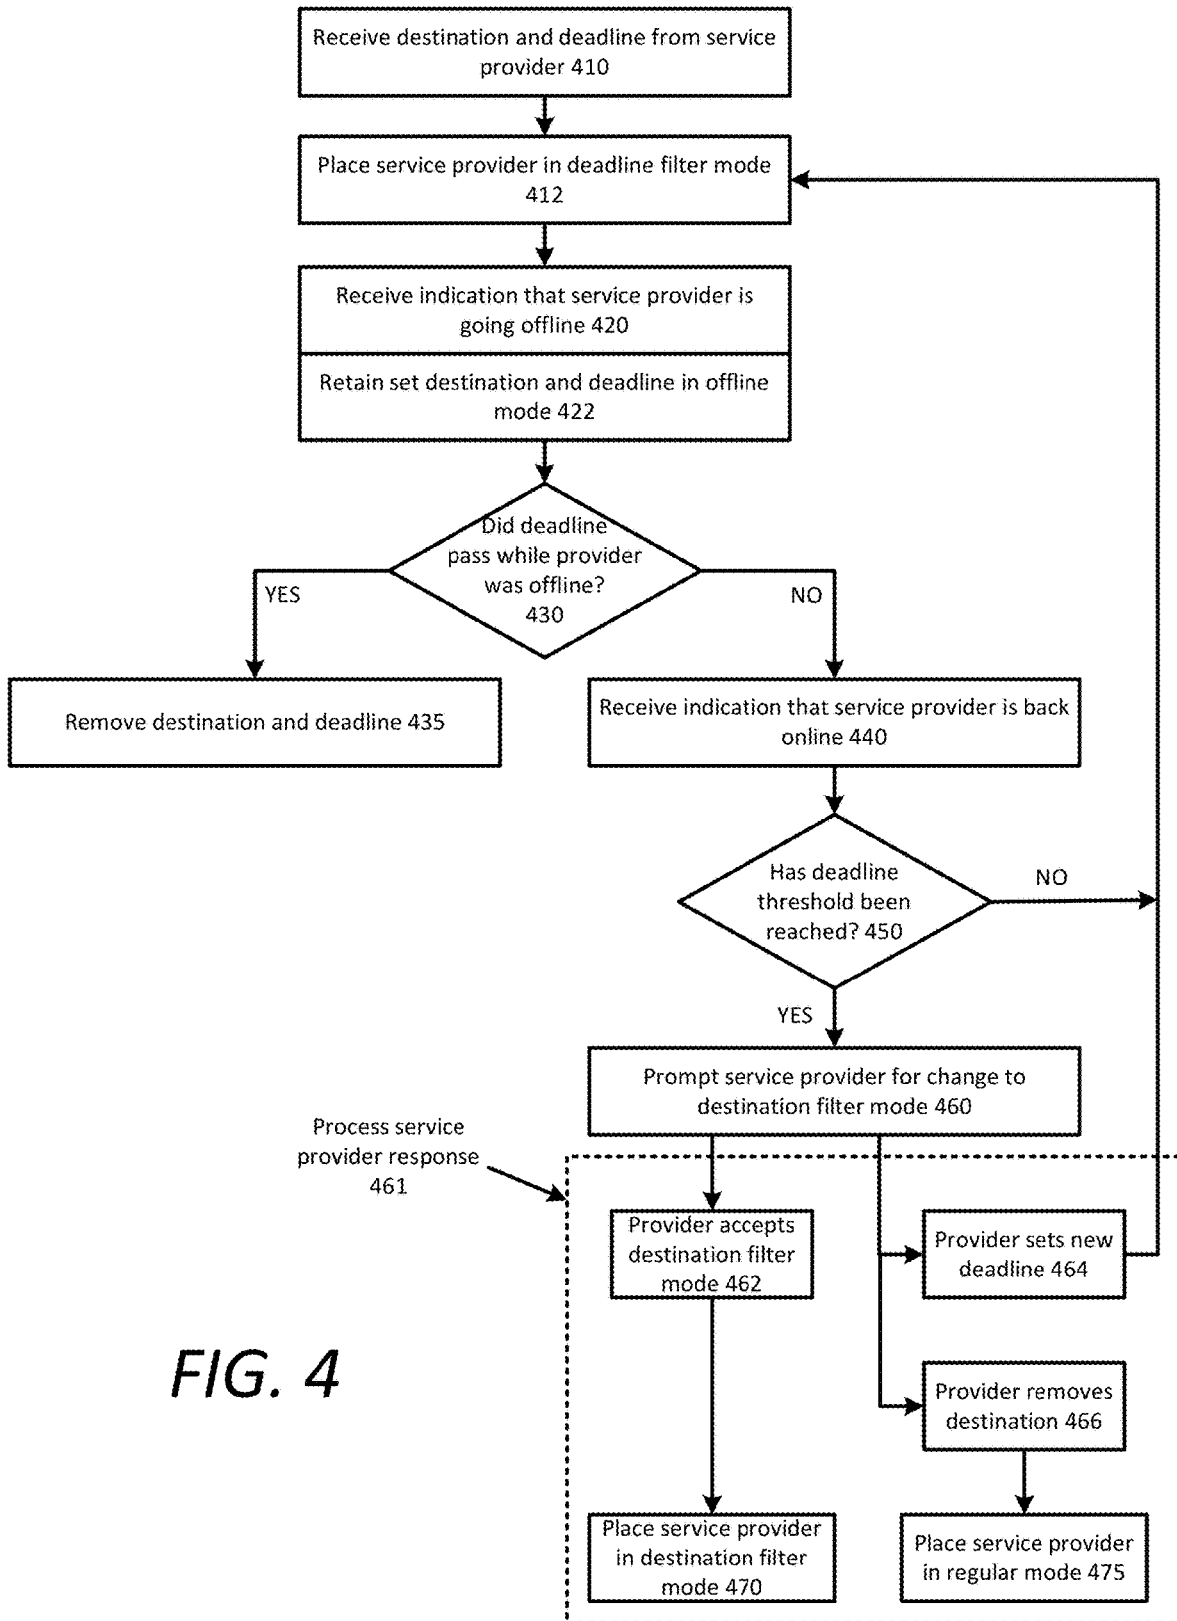 Receive destination and deadline from service
provider 410
Place service provider in deadline filter mode
412
Receive indication that service provider is
going offline 420
Retain set destination and deadline in offline
mode 422
Did deadline
pass while provider
was offline?
430
YES
NO
Remove destination and deadline 435
Receive indication that service provider is back
online 440
Has deadline
threshold been
reached? 450
NO
YES
Prompt service provider for change to
destination filter mode 460
Process service
provider response
461
Provider accepts
destination filter
mode 462
Provider sets new
deadline 464
FIG. 4
Provider removes
destination 466
Place service provider
in destination filter
mode 470
Place service provider
in regular mode 475